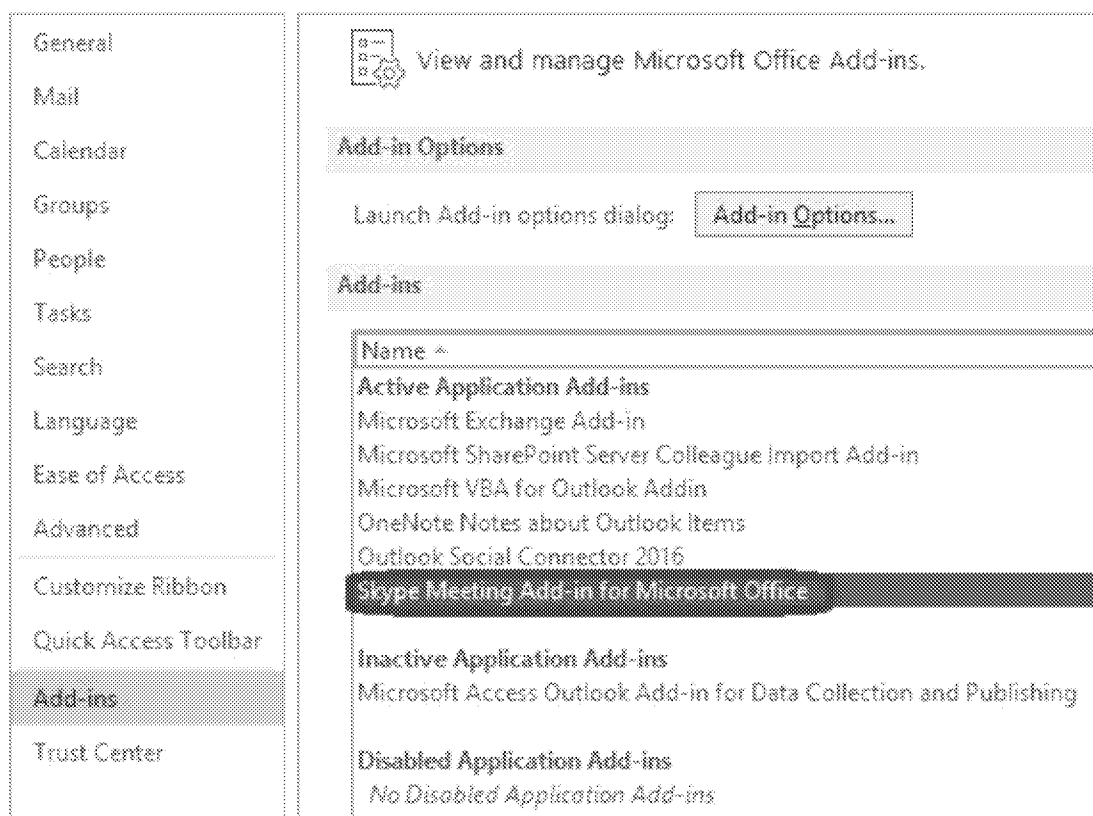 General
Mail
Calendar
Groups
People
Tasks
Search
Language
Ease of Access
Advanced
Customize Ribbon
Quick Access Toolbar
Add-ins
Trust Center
View and manage Microsoft Office Add-ins.
Add-in Options
Launch Add-in options dialog: Add-in Options...
Add-ins
Name
Active Application Add-ins
Microsoft Exchange Add-in
Microsoft SharePoint Server Colleague Import Add-in
Microsoft VBA for Outlook Addin
OneNote Notes about Outlook Items
Outlook Social Connector 2016
Skype Meeting Add-in for Microsoft Office
Inactive Application Add-ins
Microsoft Access Outlook Add-in for Data Collection and Publishing
Disabled Application Add-ins
No Disabled Application Add-ins